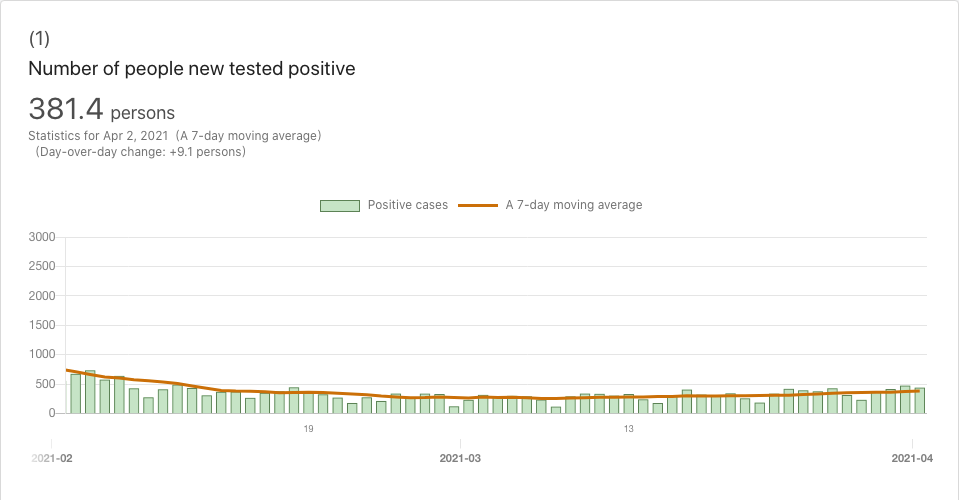 (1)
Number of people new tested positive
381.4 persons
Statistics for Apr 2, 2021 (A 7-day moving average)
(Day-over-day change: +9.1 persons)
Positive cases A 7-day moving average
3000
2500
2000
1500
1000
500
0
19 13
2021-02 2021-03 2021-04